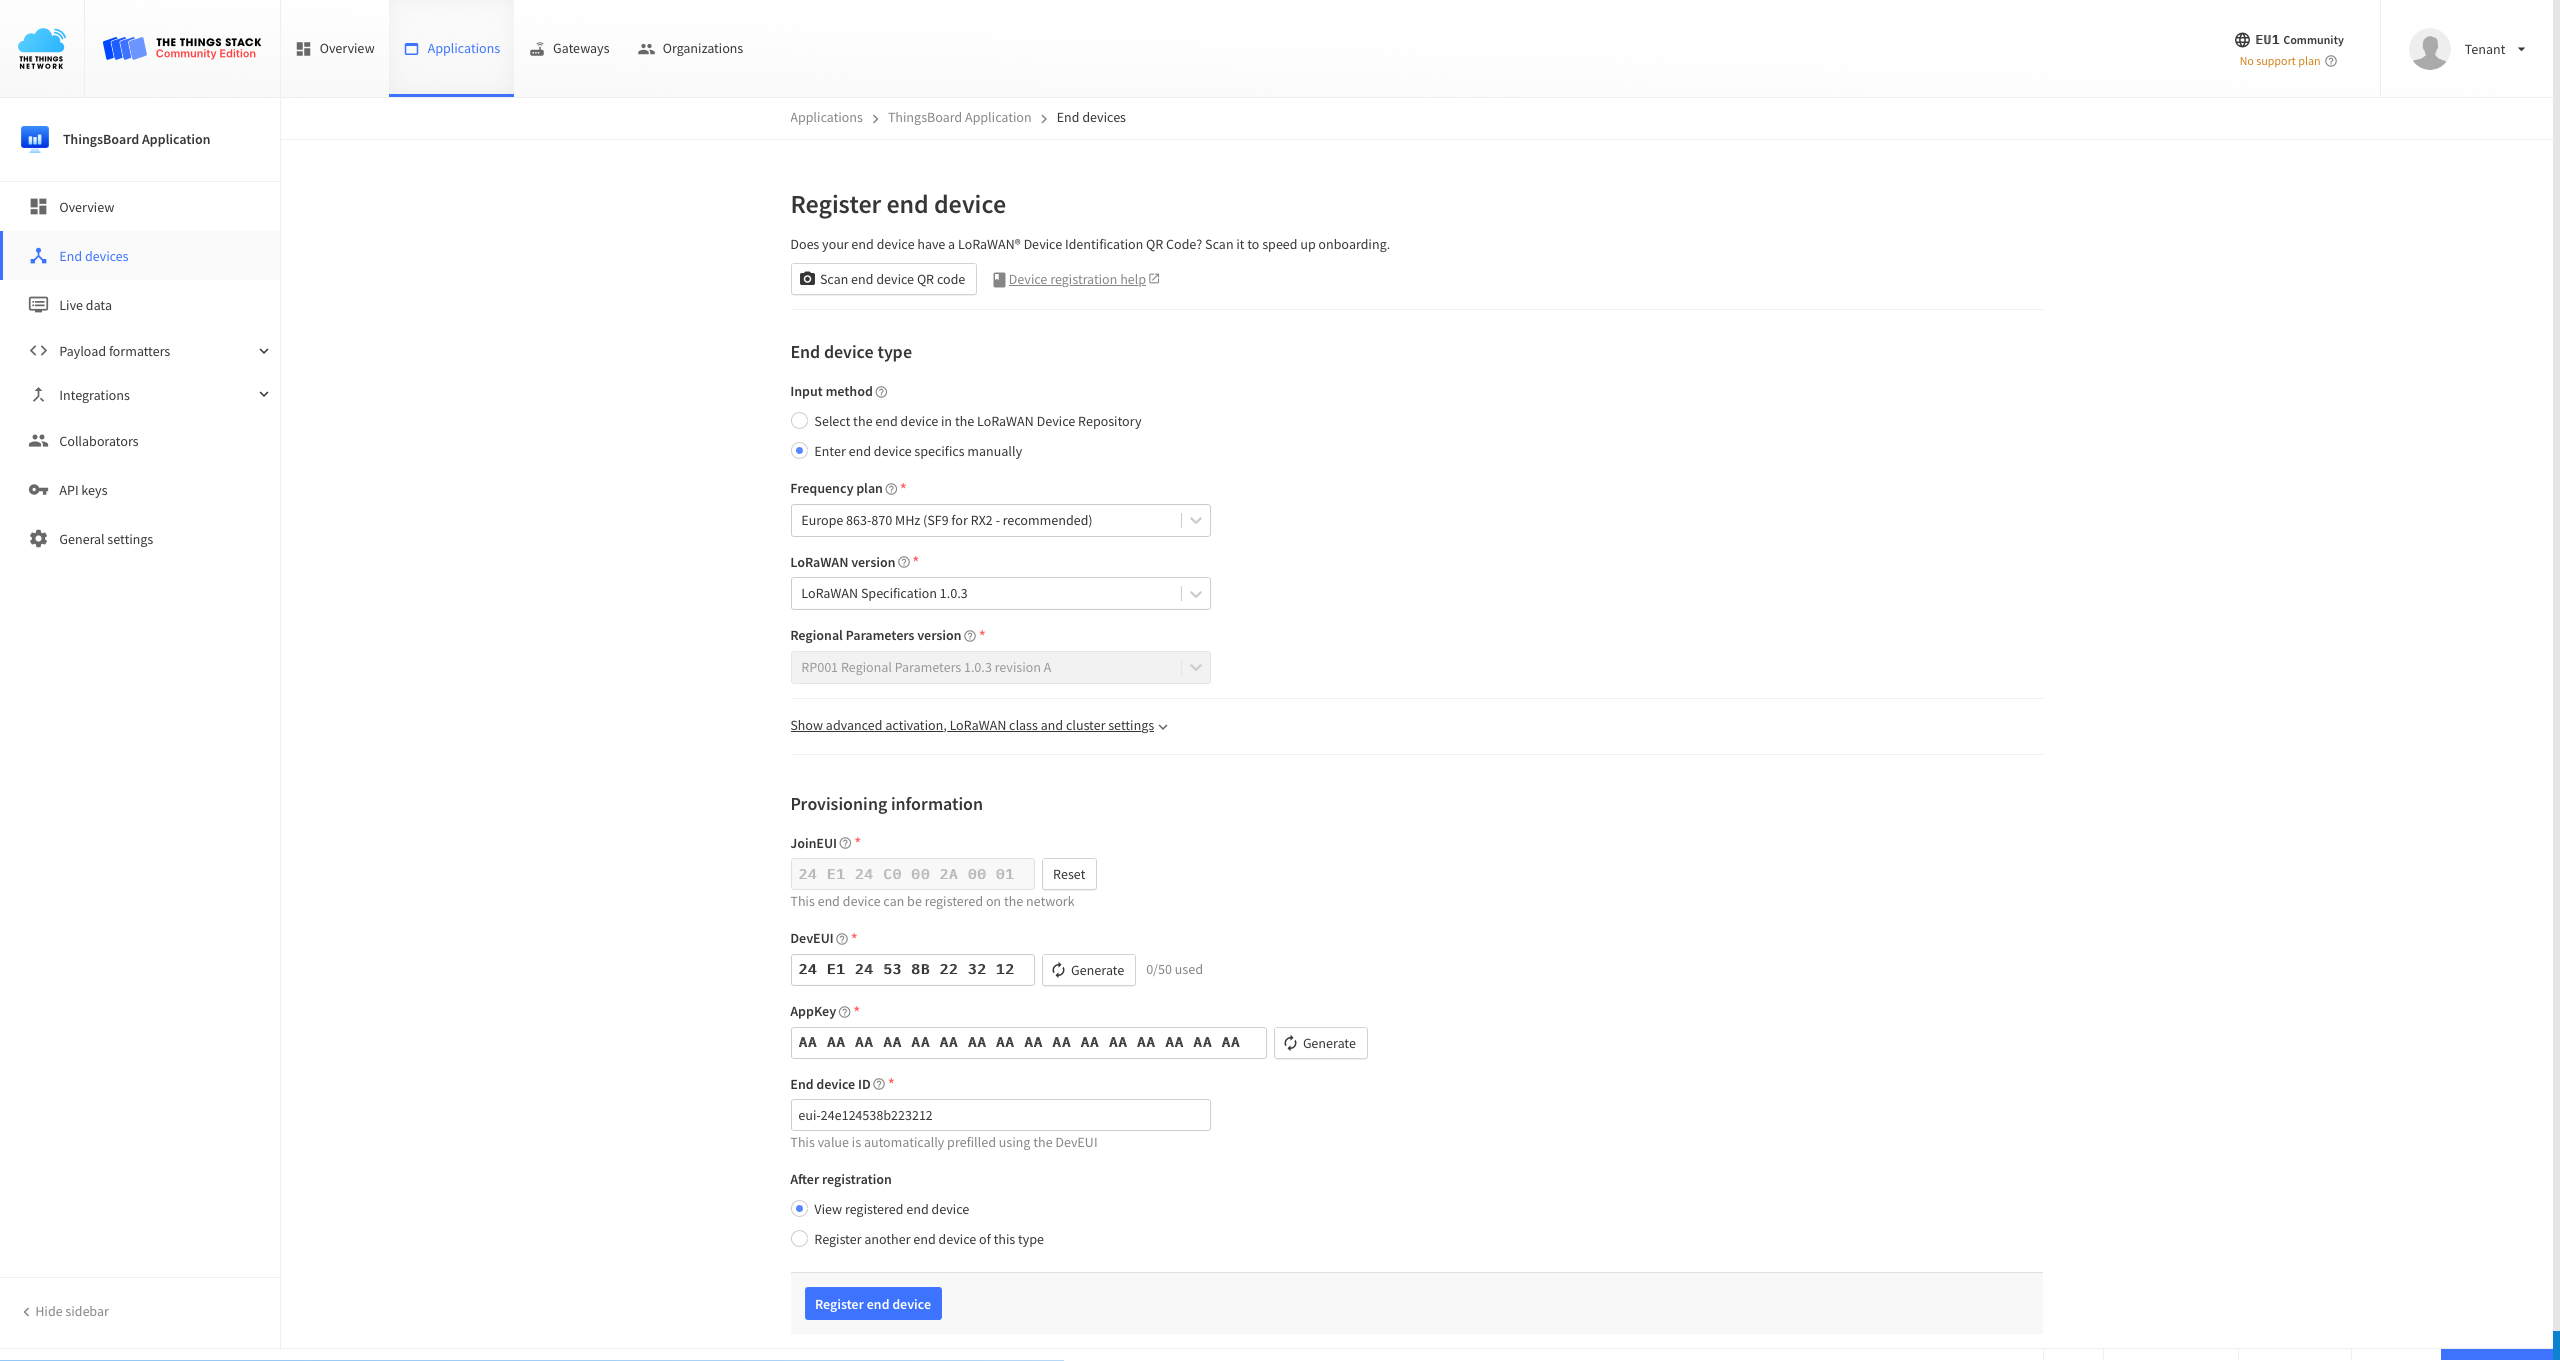 THE THINGS NETWORK
THE THINGS STACK
Community Edition
Overview
Applications
Gateways
Organizations
EU1 Community
No support plan
Tenant
ThingsBoard Application
Overview
End devices
Live data
Payload formatters
Integrations
Collaborators
API keys
General settings
Hide sidebar
Applications > ThingsBoard Application > End devices
Register end device
Does your end device have a LoRaWAN® Device Identification QR Code? Scan it to speed up onboarding.
Scan end device QR code
Device registration help
End device type
Input method
Select the end device in the LoRaWAN Device Repository
Enter end device specifics manually
Frequency plan *
Europe 863-870 MHz (SF9 for RX2 - recommended)
LoRaWAN version *
LoRaWAN Specification 1.0.3
Regional Parameters version *
RP001 Regional Parameters 1.0.3 revision A
Show advanced activation, LoRaWAN class and cluster settings
Provisioning information
JoinEUI *
24 E1 24 C0 00 2A 00 01
Reset
This end device can be registered on the network
DevEUI *
24 E1 24 53 8B 22 32 12
Generate
0/50 used
AppKey *
AA AA AA AA AA AA AA AA AA AA AA AA AA AA AA AA
Generate
End device ID *
eui-24e124538b223212
This value is automatically prefilled using the DevEUI
After registration
View registered end device
Register another end device of this type
Register end device